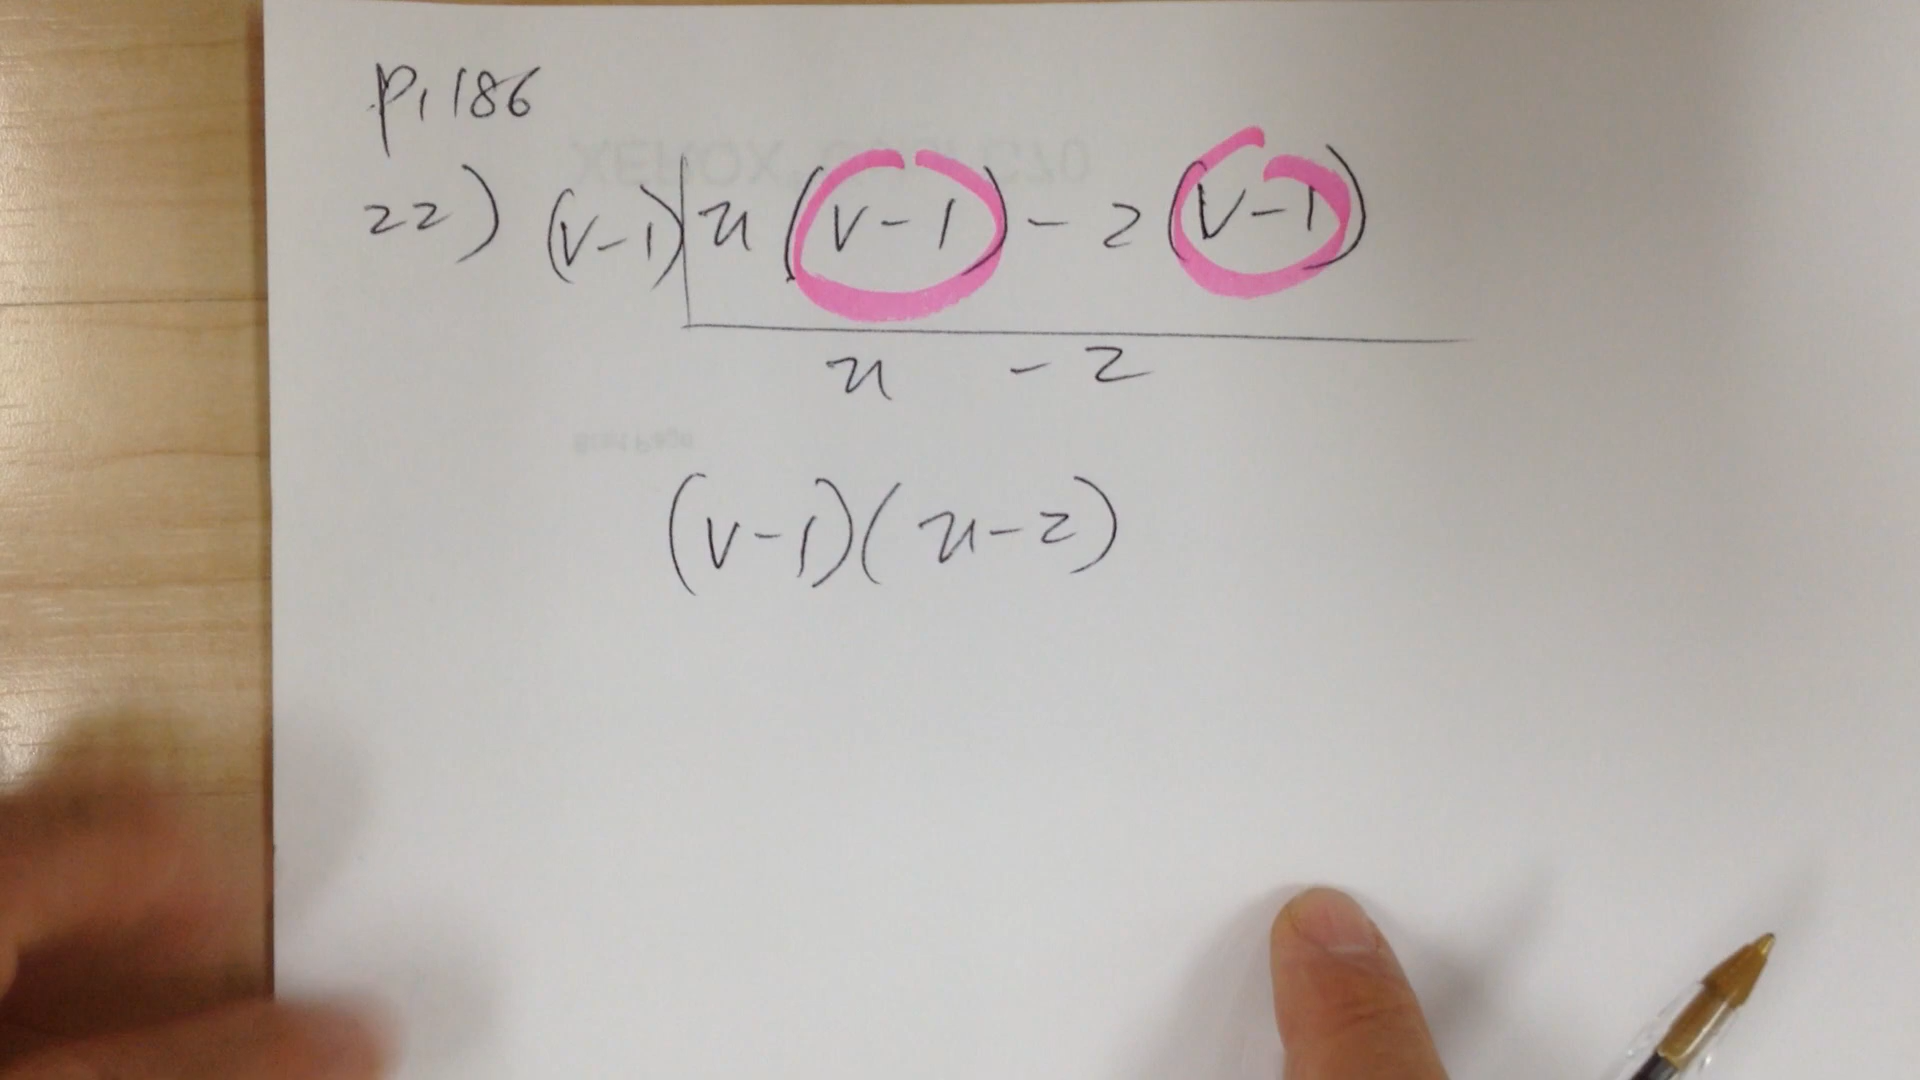 p. 186
22) (v-1) u (v-1) - 2 (v-1)
u - 2
(v-1)(u-2)